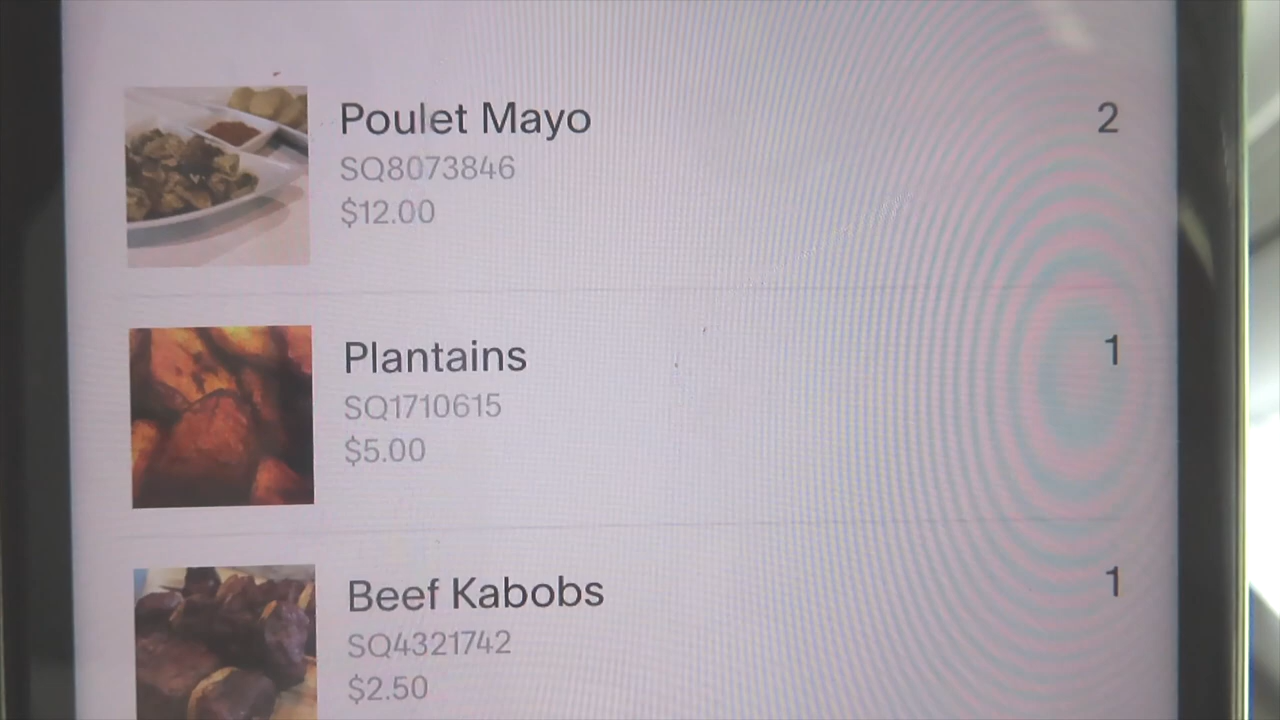 Poulet Mayo 2
SQ8073846
$12.00
Plantains 1
SQ1710615
$5.00
Beef Kabobs 1
SQ4321742
$2.50